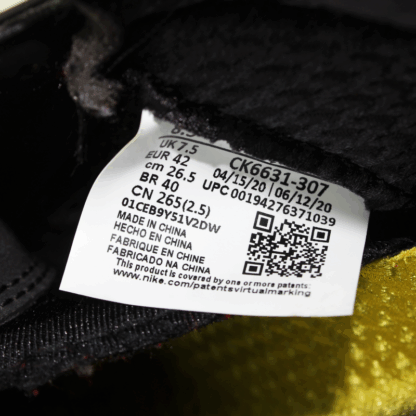 UK 7.5
EUR 42
cm 26.5
BR 40
CN 265(2.5)
01CEB9Y51V2DW
CK6631-307
04/15/20 06/12/20
UPC 00194276371039
MADE IN CHINA
HECHO EN CHINA
FABRIQUE EN CHINE
FABRICADO NA CHINA
This product is covered by one or more patents:
www.nike.com/patentsvirtualmarking